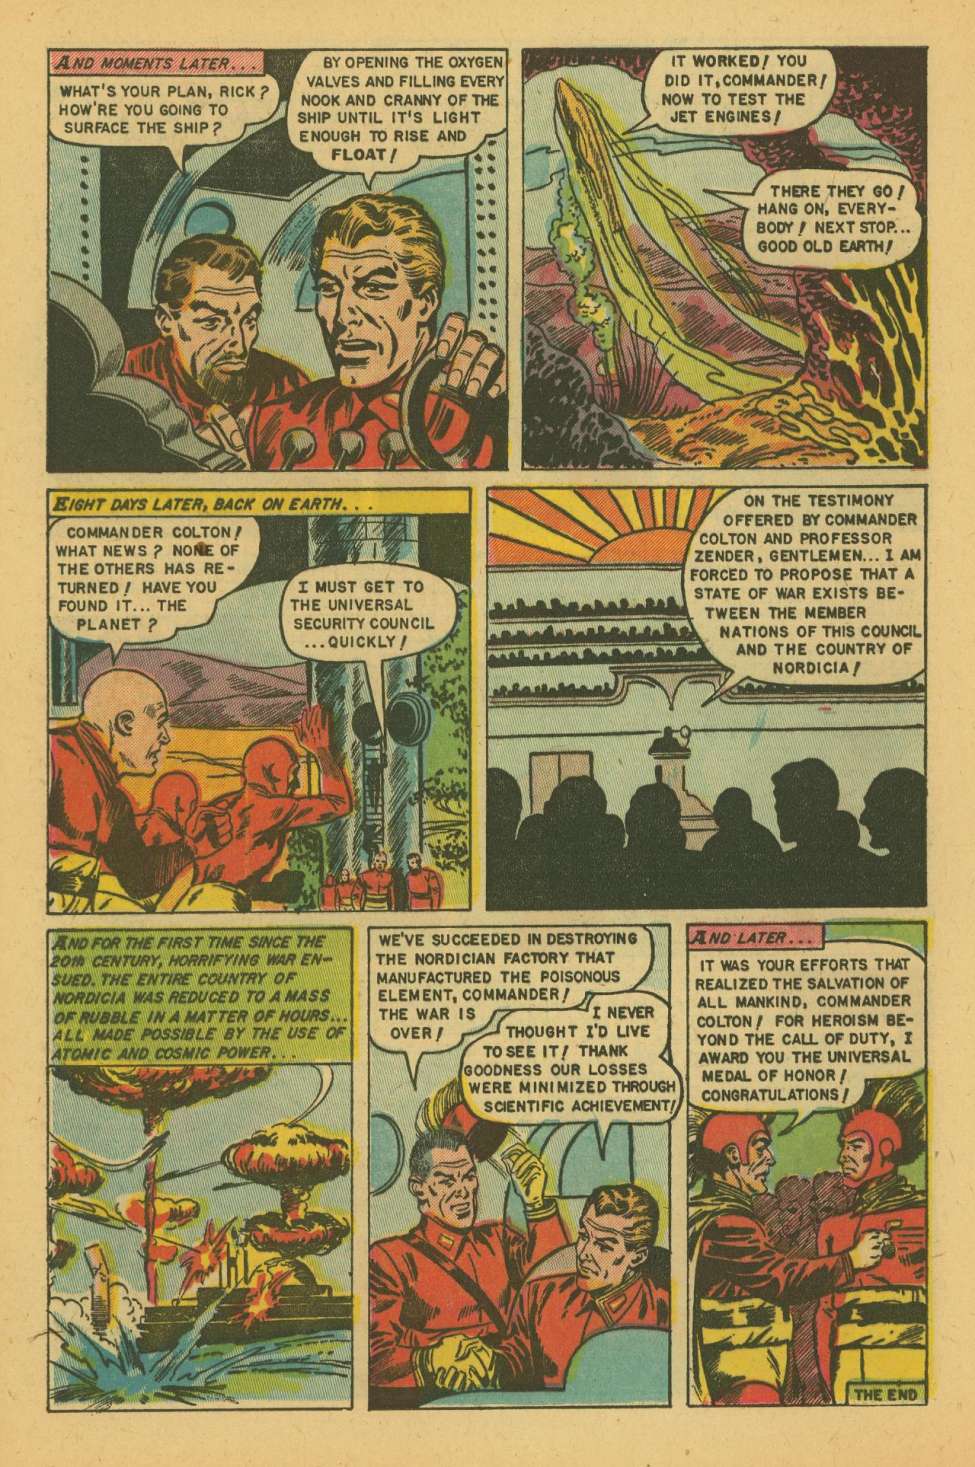 AND MOMENTS LATER...
WHAT'S YOUR PLAN, RICK?
HOW'RE YOU GOING TO
SURFACE THE SHIP?
BY OPENING THE OXYGEN
VALVES AND FILLING EVERY
NOOK AND CRANNY OF THE
SHIP UNTIL IT'S LIGHT
ENOUGH TO RISE AND
FLOAT!
IT WORKED! YOU
DID IT, COMMANDER!
NOW TO TEST THE
JET ENGINES!
THERE THEY GO!
HANG ON, EVERY-
BODY! NEXT STOP...
GOOD OLD EARTH!
EIGHT DAYS LATER, BACK ON EARTH...
COMMANDER COLTON!
WHAT NEWS? NONE OF
THE OTHERS HAS RE-
TURNED! HAVE YOU
FOUND IT... THE
PLANET?
I MUST GET TO
THE UNIVERSAL
SECURITY COUNCIL
...QUICKLY!
ON THE TESTIMONY
OFFERED BY COMMANDER
COLTON AND PROFESSOR
ZENDER, GENTLEMEN... I AM
FORCED TO PROPOSE THAT A
STATE OF WAR EXISTS BE-
TWEEN THE MEMBER
NATIONS OF THIS COUNCIL
AND THE COUNTRY OF
NORDICIA!
AND FOR THE FIRST TIME SINCE THE
20TH CENTURY, HORRIFYING WAR EN-
SUED. THE ENTIRE COUNTRY OF
NORDICIA WAS REDUCED TO A MASS
OF RUBBLE IN A MATTER OF HOURS...
ALL MADE POSSIBLE BY THE USE OF
ATOMIC AND COSMIC POWER...
WE'VE SUCCEEDED IN DESTROYING
THE NORDICIAN FACTORY THAT
MANUFACTURED THE POISONOUS
ELEMENT, COMMANDER!
THE WAR IS
OVER!
I NEVER
THOUGHT I'D LIVE
TO SEE IT! THANK
GOODNESS OUR LOSSES
WERE MINIMIZED THROUGH
SCIENTIFIC ACHIEVEMENT!
AND LATER...
IT WAS YOUR EFFORTS THAT
REALIZED THE SALVATION OF
ALL MANKIND, COMMANDER
COLTON! FOR HEROISM BE-
YOND THE CALL OF DUTY, I
AWARD YOU THE UNIVERSAL
MEDAL OF HONOR!
CONGRATULATIONS!
THE END